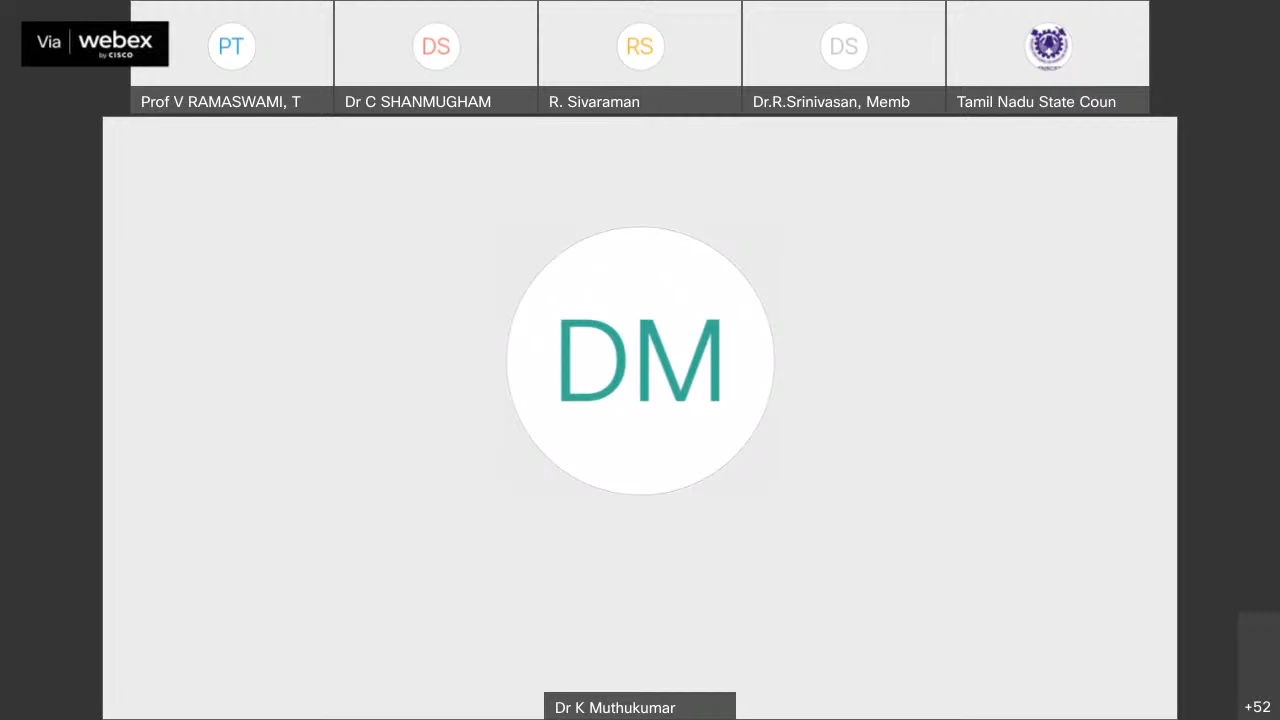 Via webex
by CISCO
PT
DS
RS
DS
Prof V RAMASWAMI, T
Dr C SHANMUGHAM
R. Sivaraman
Dr.R.Srinivasan, Memb
Tamil Nadu State Coun
DM
Dr K Muthukumar
+52